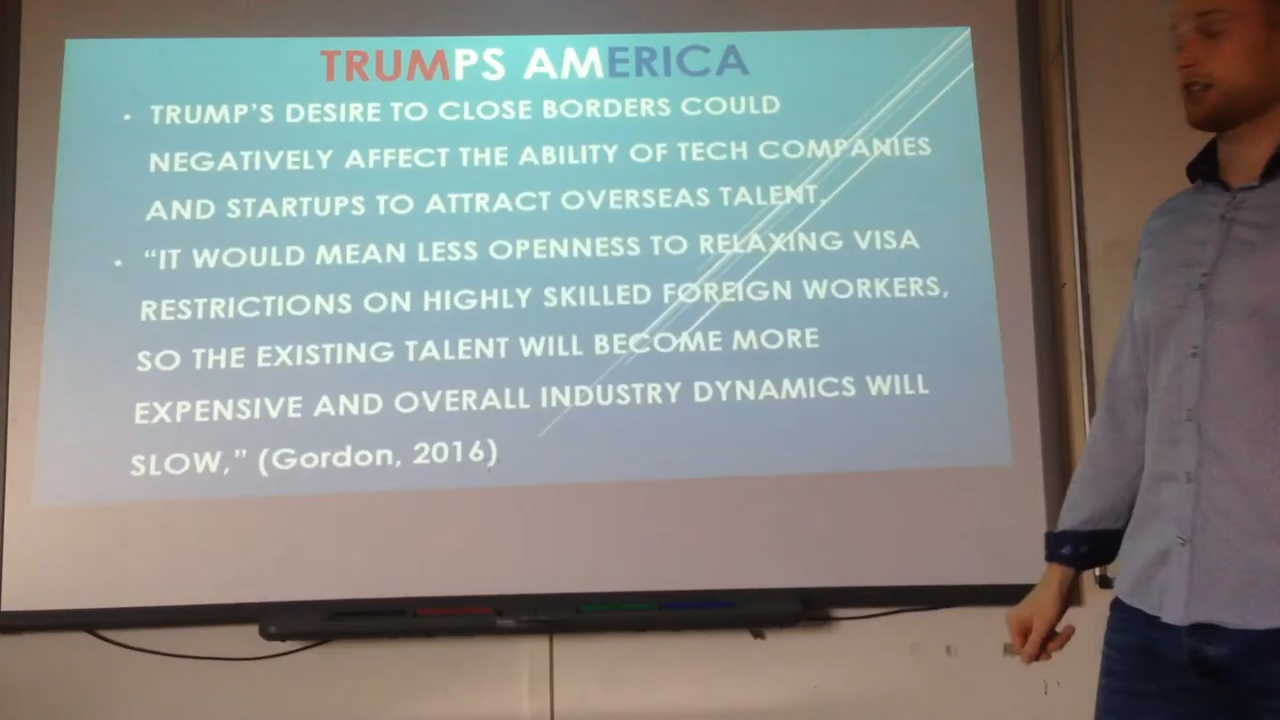 TRUMPS AMERICA
• TRUMP'S DESIRE TO CLOSE BORDERS COULD
NEGATIVELY AFFECT THE ABILITY OF TECH COMPANIES
AND STARTUPS TO ATTRACT OVERSEAS TALENT.
• “IT WOULD MEAN LESS OPENNESS TO RELAXING VISA
RESTRICTIONS ON HIGHLY SKILLED FOREIGN WORKERS,
SO THE EXISTING TALENT WILL BECOME MORE
EXPENSIVE AND OVERALL INDUSTRY DYNAMICS WILL
SLOW,” (Gordon, 2016)